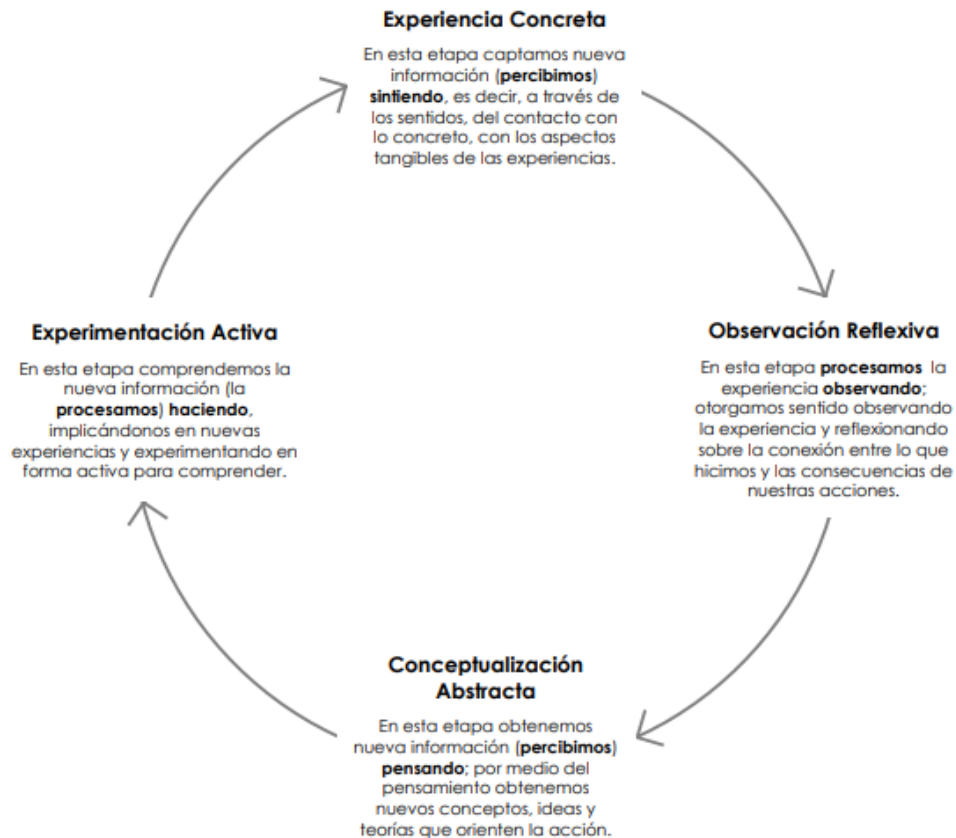 Experiencia Concreta
En esta etapa captamos nueva
información (percibimos)
sintiendo, es decir, a través de
los sentidos, del contacto con
lo concreto, con los aspectos
tangibles de las experiencias.
Observación Reflexiva
En esta etapa procesamos la
experiencia observando;
otorgamos sentido observando
la experiencia y reflexionando
sobre la conexión entre lo que
hicimos y las consecuencias de
nuestras acciones.
Conceptualización
Abstracta
En esta etapa obtenemos
nueva información (percibimos)
pensando; por medio del
pensamiento obtenemos
nuevos conceptos, ideas y
teorías que orienten la acción.
Experimentación Activa
En esta etapa comprendemos la
nueva información (la
procesamos) haciendo,
implicándonos en nuevas
experiencias y experimentando en
forma activa para comprender.